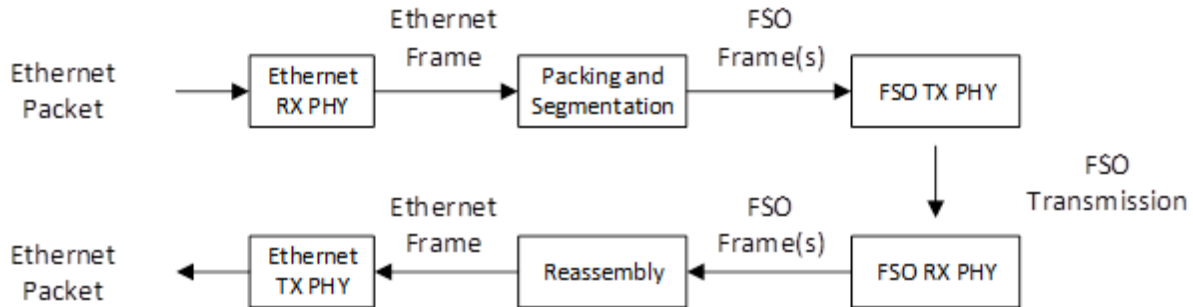 Ethernet
Frame
FSO
Frame(s)
Ethernet
Packet
Ethernet
RX PHY
Packing and
Segmentation
FSO TX PHY
FSO
Transmission
Ethernet
Frame
FSO
Frame(s)
Ethernet
Packet
Ethernet
TX PHY
Reassembly
FSO RX PHY